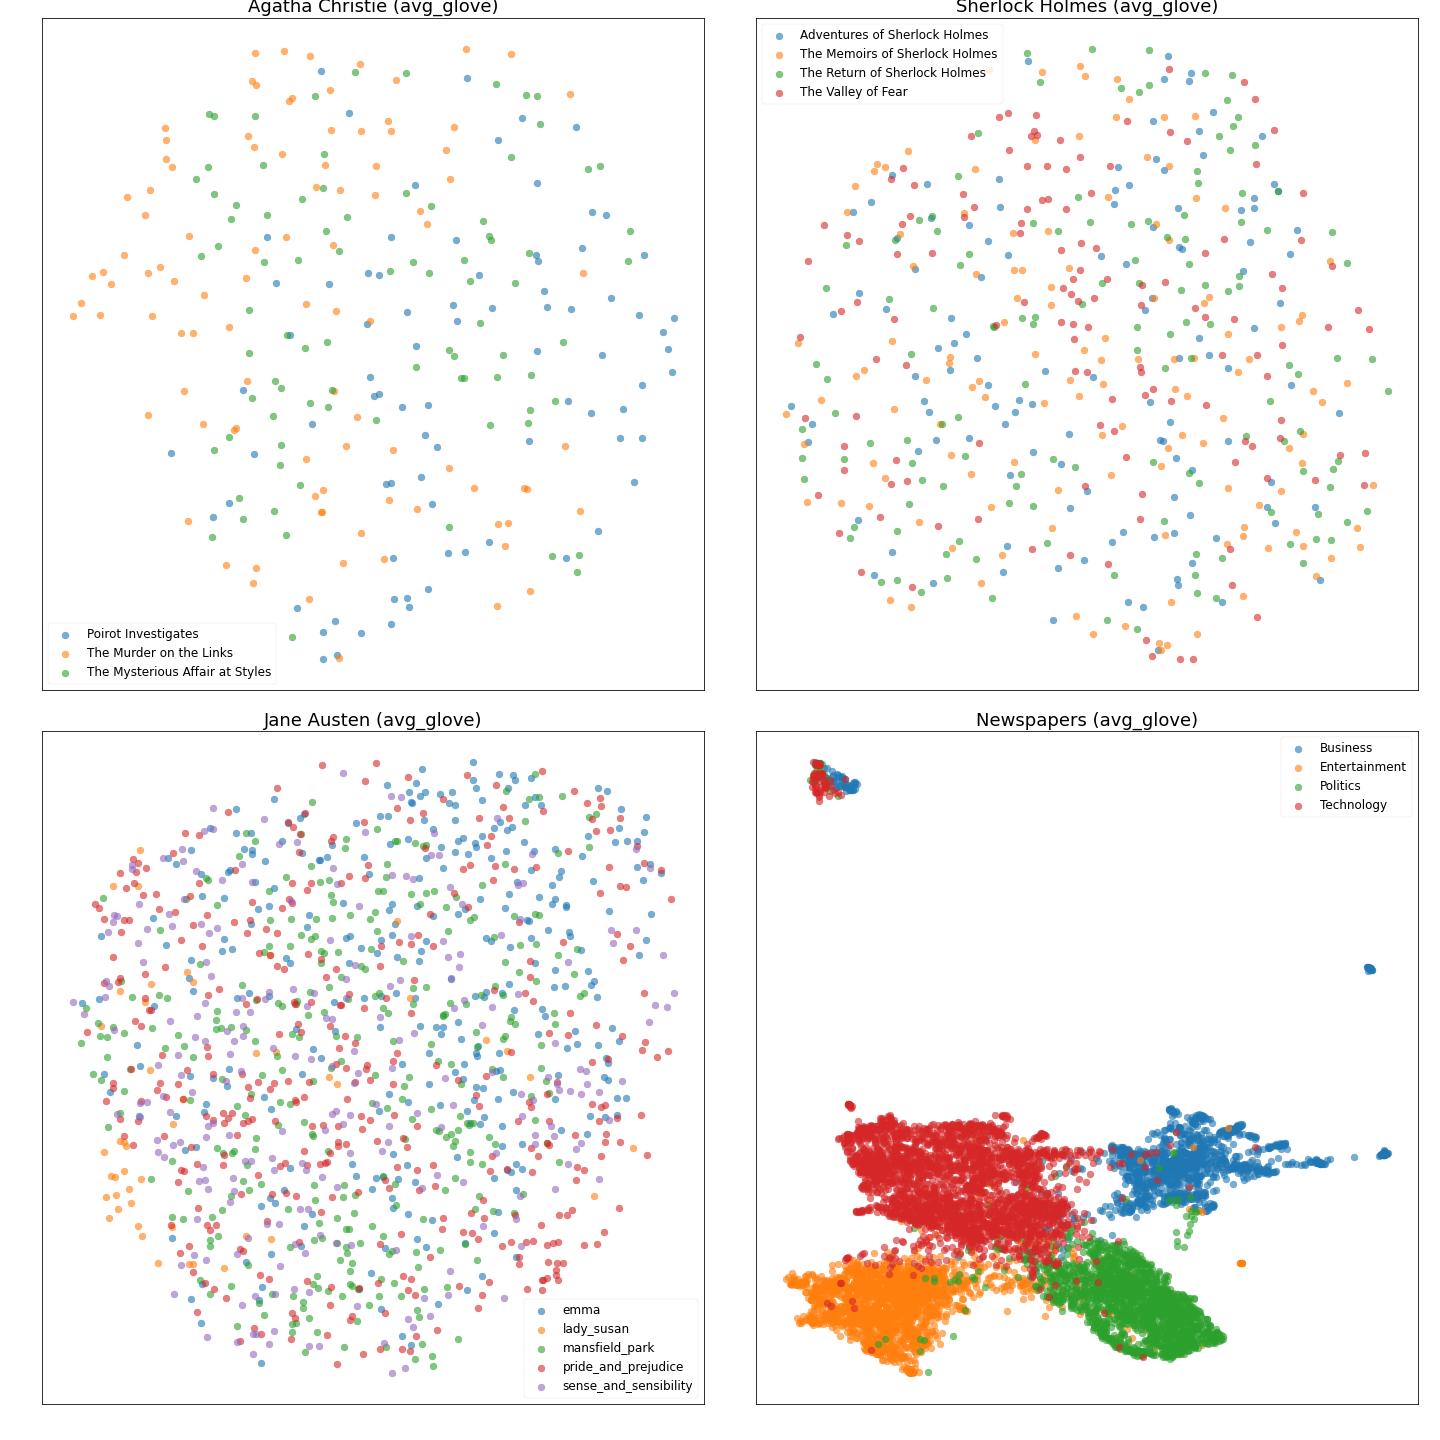 Agatha Christie (avg_glove)
Poirot Investigates
The Murder on the Links
The Mysterious Affair at Styles
Sherlock Holmes (avg_glove)
Adventures of Sherlock Holmes
The Memoirs of Sherlock Holmes
The Return of Sherlock Holmes
The Valley of Fear
Jane Austen (avg_glove)
emma
lady_susan
mansfield_park
pride_and_prejudice
sense_and_sensibility
Newspapers (avg_glove)
Business
Entertainment
Politics
Technology